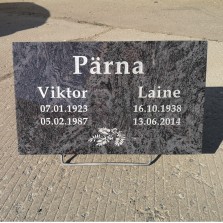 Pärna
Viktor Laine
07.01.1923 16.10.1938
05.02.1987 13.06.2014